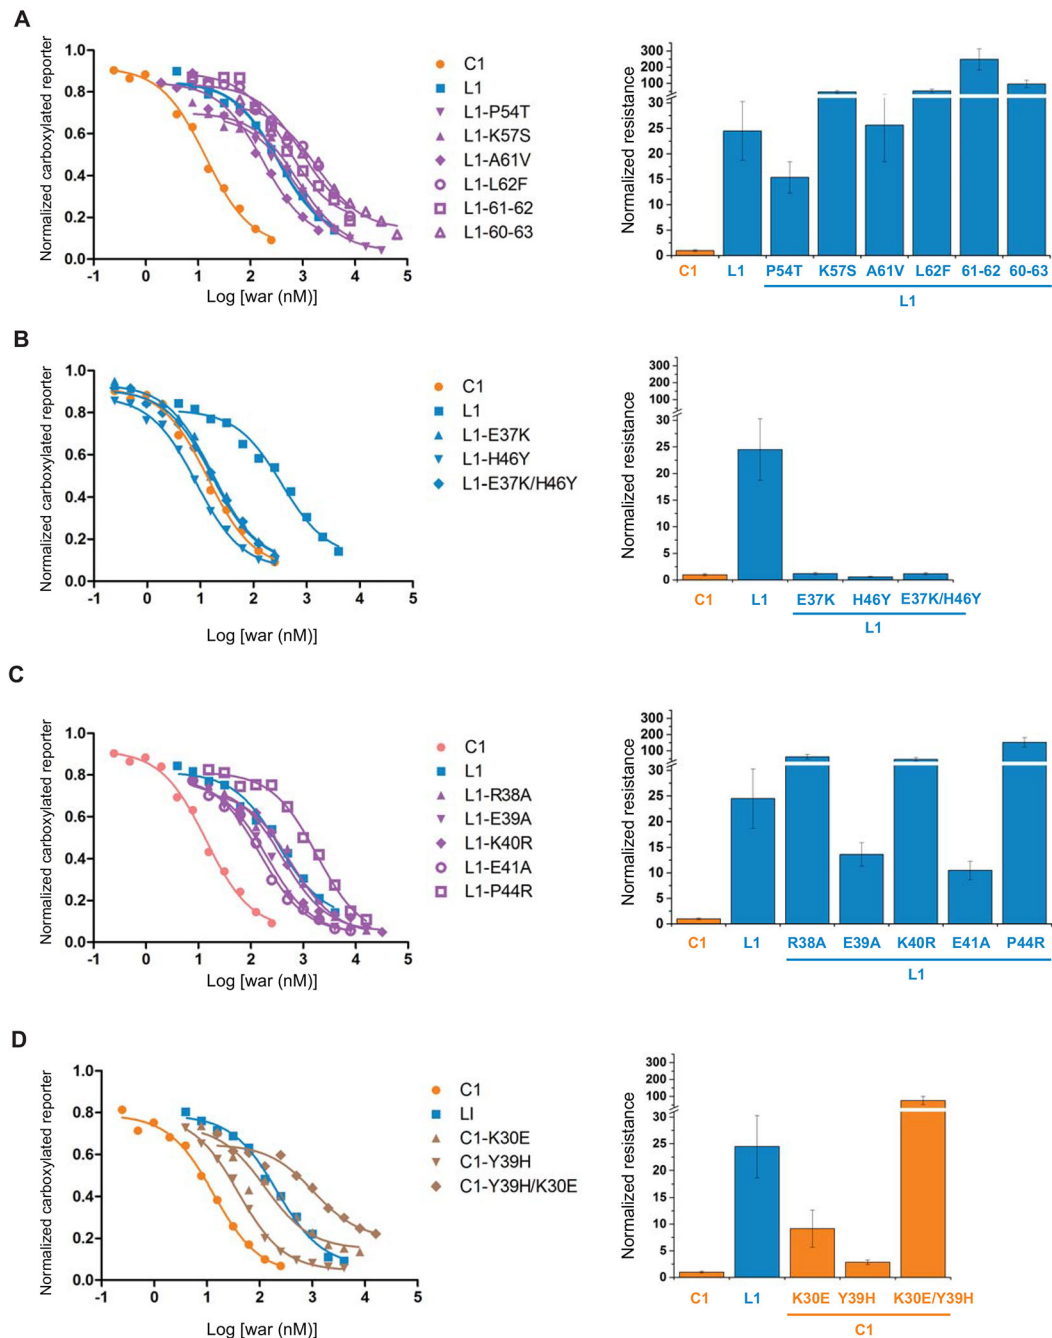 A
Normalized carboxylated reporter
1.0
0.8
0.6
0.4
0.2
0.0
-1 0 1 2 3 4 5
Log [war (nM)]
C1
L1
L1-P54T
L1-K57S
L1-A61V
L1-L62F
L1-61-62
L1-60-63
Normalized resistance
300
200
100
30
25
20
15
10
5
0
C1 L1 P54T K57S A61V L62F 61-62 60-63
L1
B
Normalized carboxylated reporter
1.0
0.8
0.6
0.4
0.2
0.0
-1 0 1 2 3 4 5
Log [war (nM)]
C1
L1
L1-E37K
L1-H46Y
L1-E37K/H46Y
Normalized resistance
300
200
100
30
25
20
15
10
5
0
C1 L1 E37K H46Y E37K/H46Y
L1
C
Normalized carboxylated reporter
1.0
0.8
0.6
0.4
0.2
0.0
-1 0 1 2 3 4 5
Log [war (nM)]
C1
L1
L1-R38A
L1-E39A
L1-K40R
L1-E41A
L1-P44R
Normalized resistance
300
200
100
30
25
20
15
10
5
0
C1 L1 R38A E39A K40R E41A P44R
L1
D
Normalized carboxylated reporter
1.0
0.8
0.6
0.4
0.2
0.0
-1 0 1 2 3 4 5
Log [war (nM)]
C1
LI
C1-K30E
C1-Y39H
C1-Y39H/K30E
Normalized resistance
300
200
100
30
25
20
15
10
5
0
C1 L1 K30E Y39H K30E/Y39H
C1